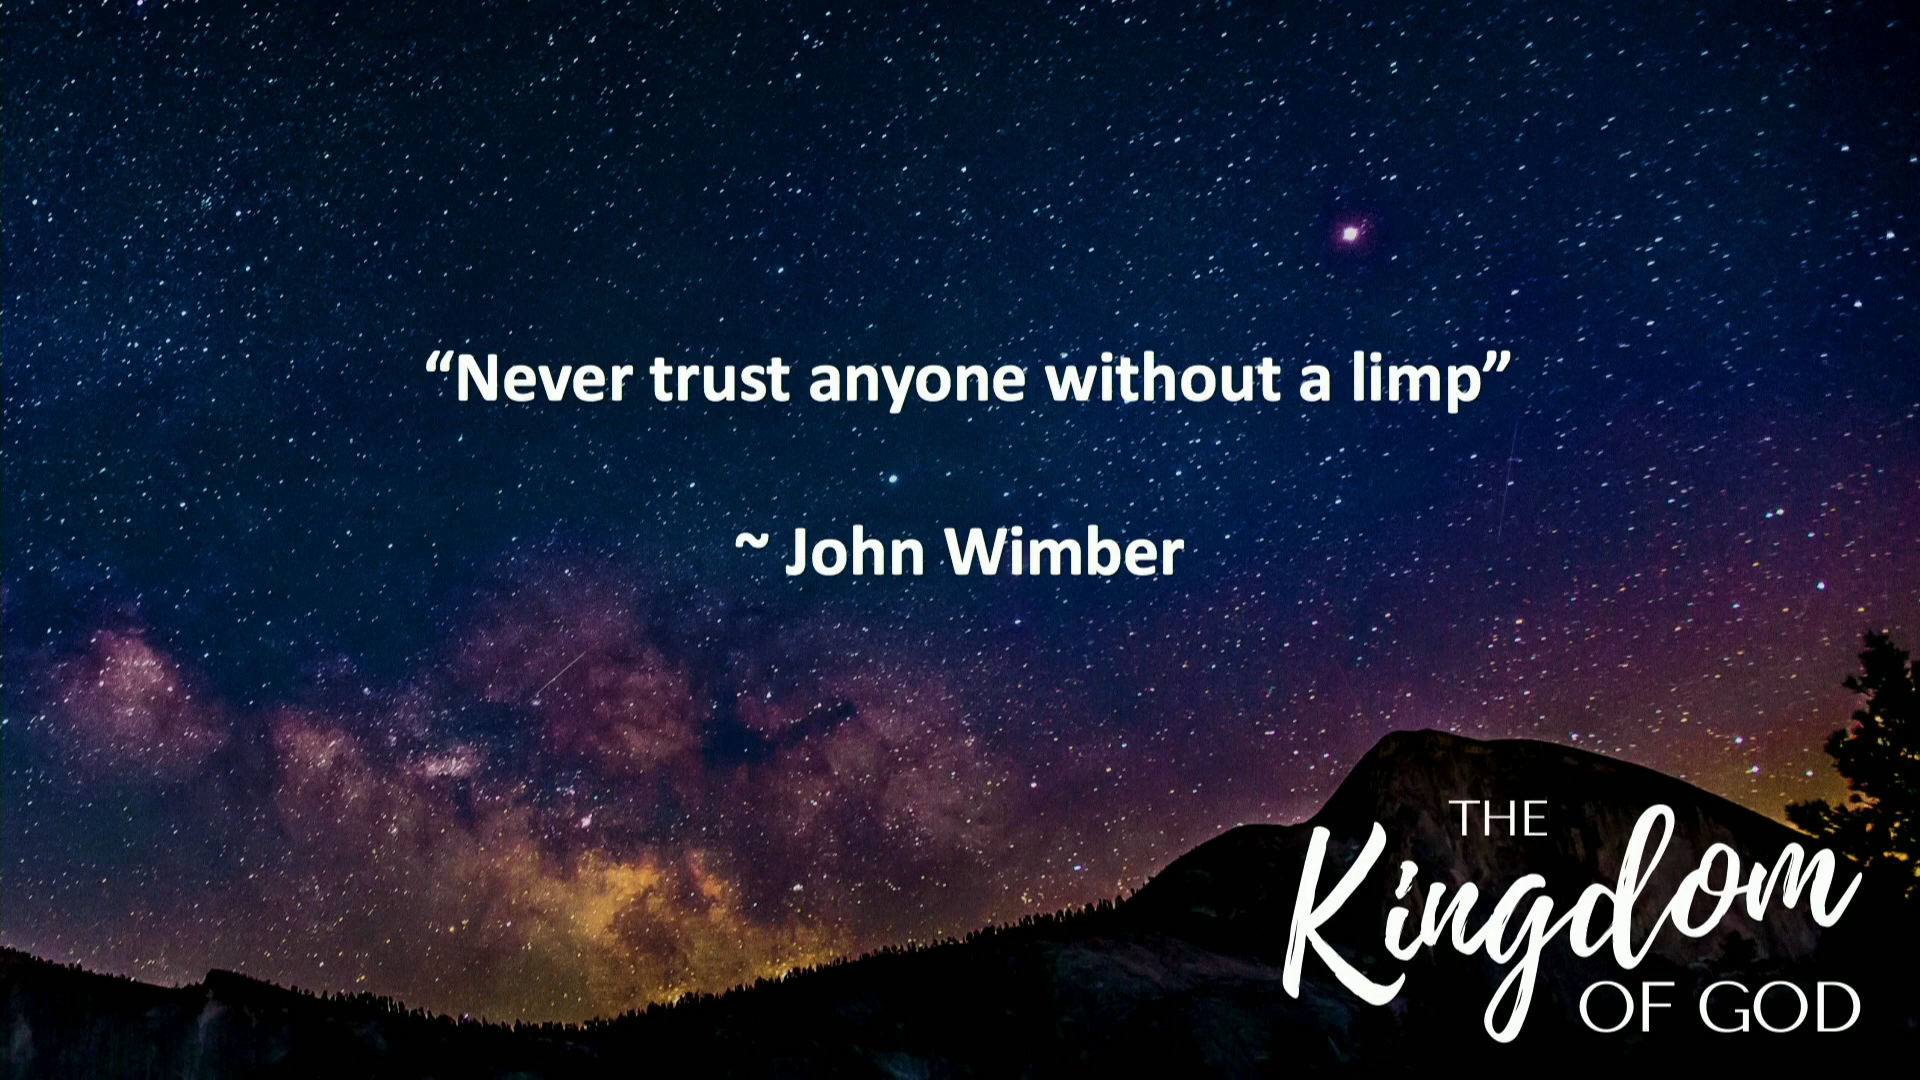 “Never trust anyone without a limp”
~ John Wimber
THE
Kingdom
OF GOD